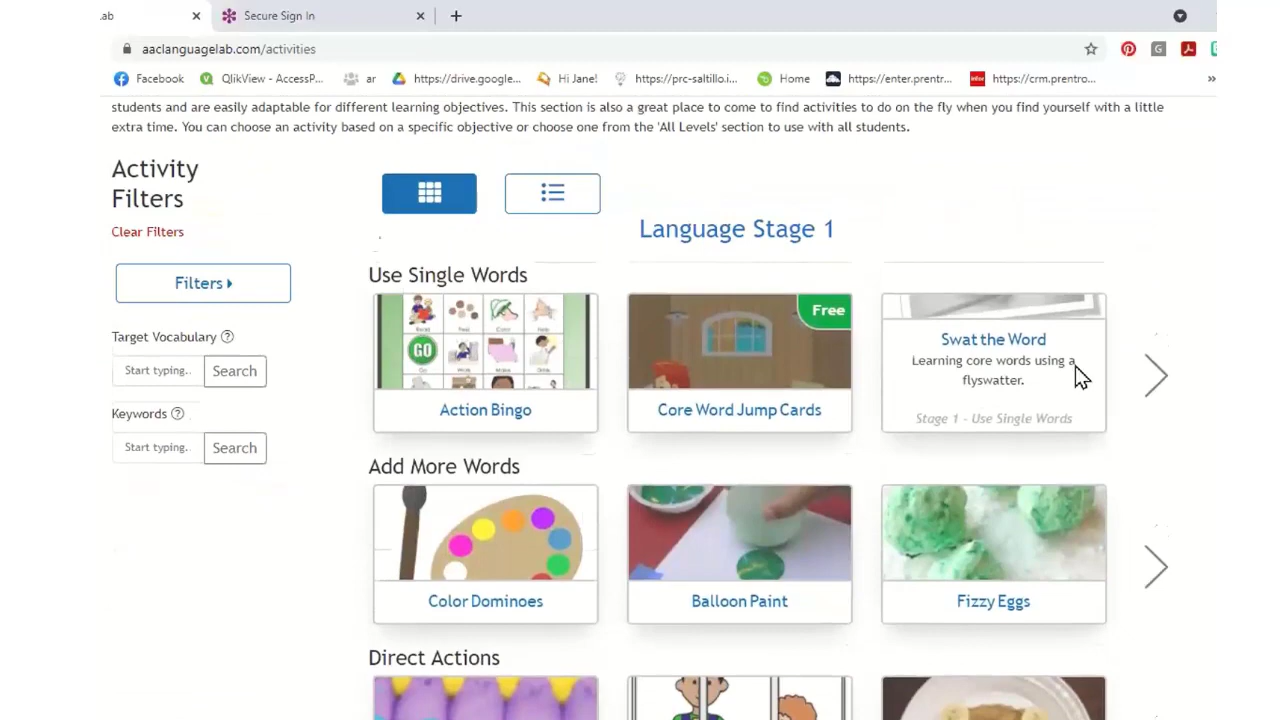 .ab
Secure Sign In
aaclanguagelab.com/activities
Facebook QlikView - AccessP... ar https://drive.google... Hi Jane! https://prc-saltillo.i... Home https://enter.prentr... https://crm.prentro... »
students and are easily adaptable for different learning objectives. This section is also a great place to come to find activities to do on the fly when you find yourself with a little
extra time. You can choose an activity based on a specific objective or choose one from the 'All Levels' section to use with all students.
Activity
Filters
Clear Filters
Filters
Target Vocabulary ?
Start typing.. Search
Keywords ?
Start typing.. Search
Language Stage 1
Use Single Words
Read Feel Color Help
GO
Go
Action Bingo
Free
Core Word Jump Cards
Swat the Word
Learning core words using a
flyswatter.
Stage 1 - Use Single Words
Add More Words
Color Dominoes
Balloon Paint
Fizzy Eggs
Direct Actions